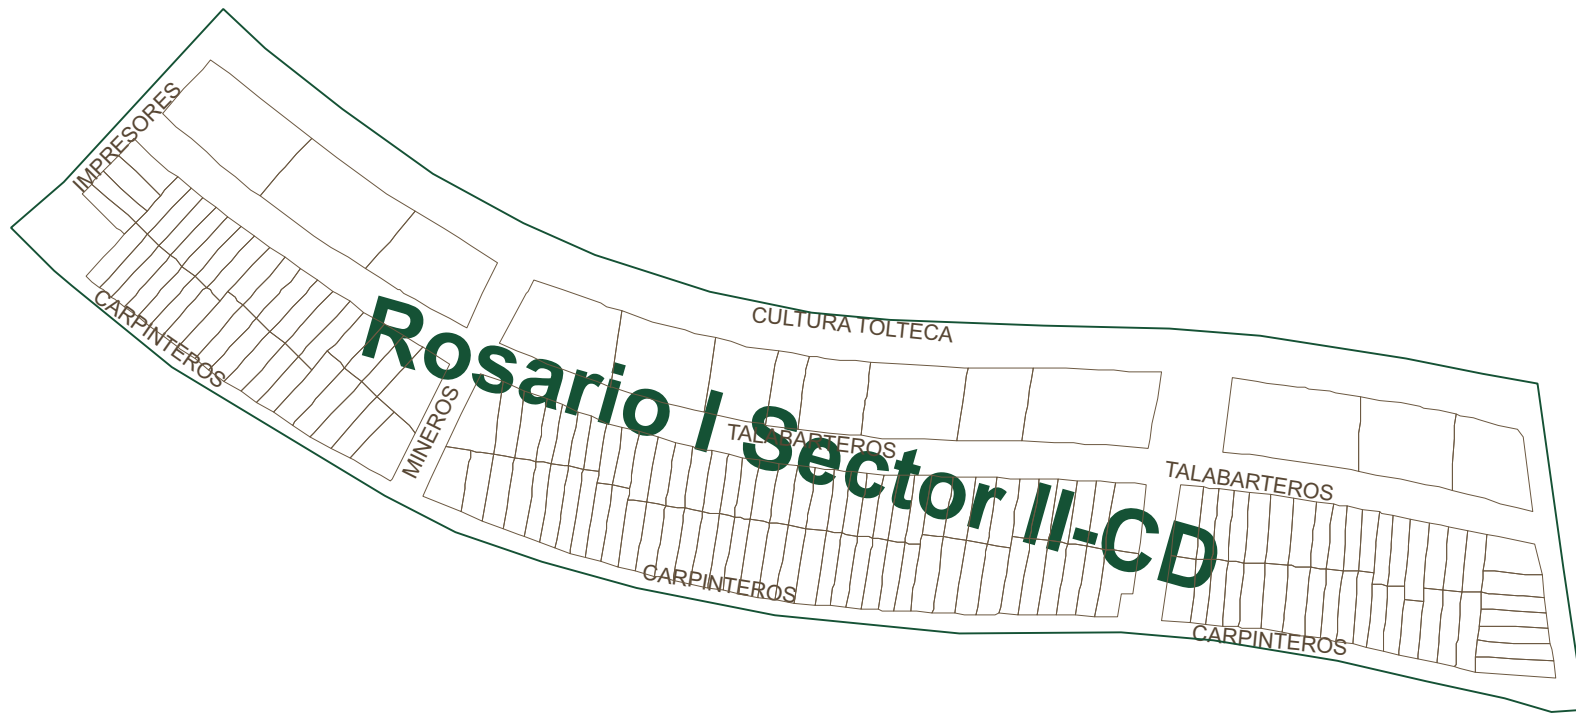 IMPRESORES
CARPINTEROS
MINEROS
CULTURA TOLTECA
Rosario I Sector II-CD
TALABARTEROS
TALABARTEROS
CARPINTEROS
CARPINTEROS